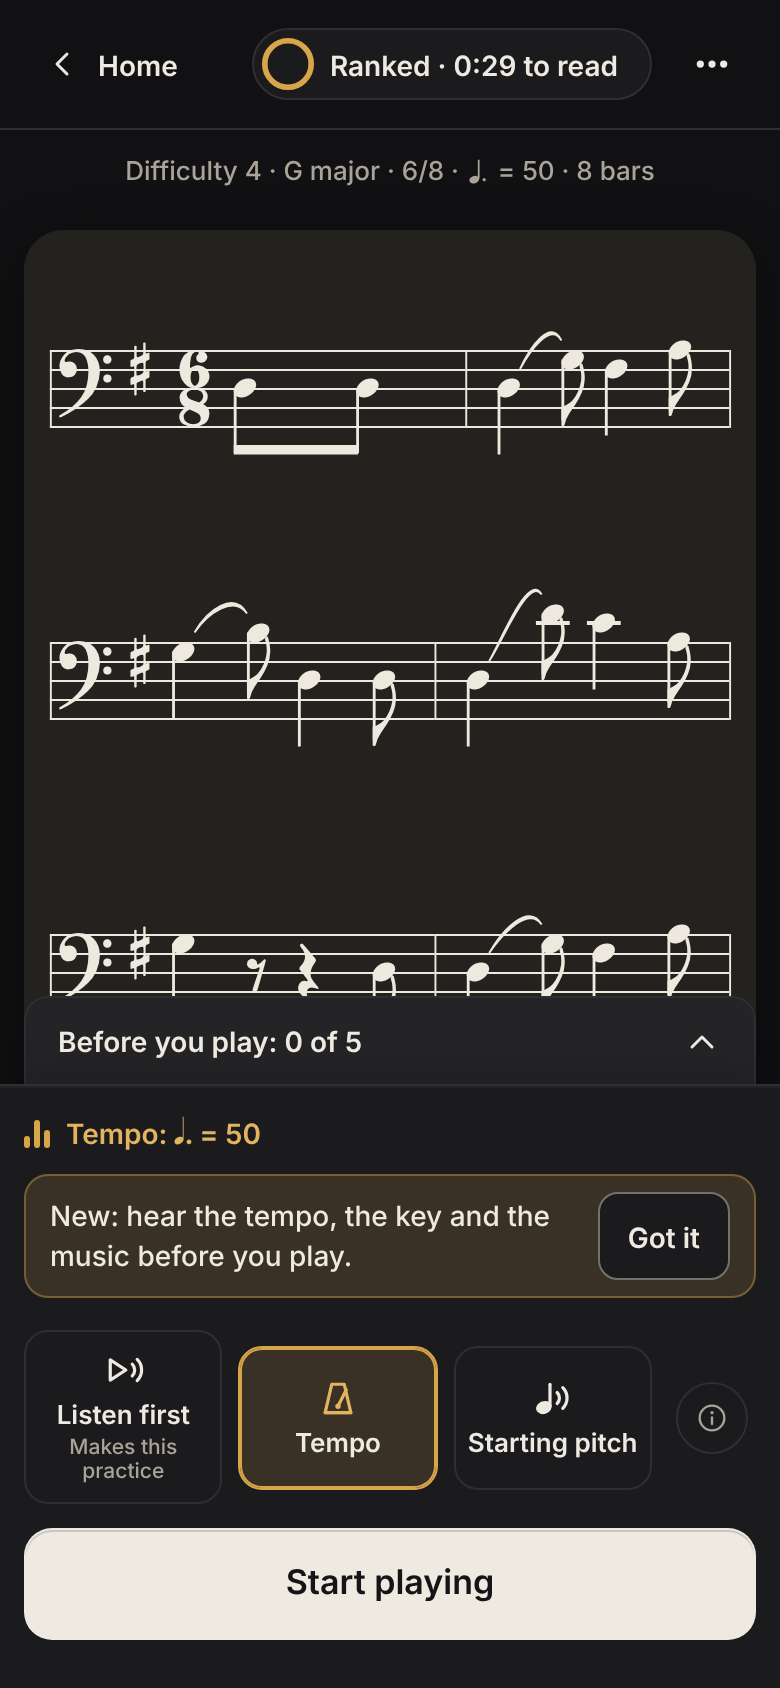 Home
Ranked · 0:29 to read
Difficulty 4 · G major · 6/8 · 𝅘𝅥. = 50 · 8 bars
6
8
Before you play: 0 of 5
Tempo: 𝅘𝅥. = 50
New: hear the tempo, the key and the
music before you play.
Got it
Listen first
Makes this
practice
Tempo
Starting pitch
Start playing